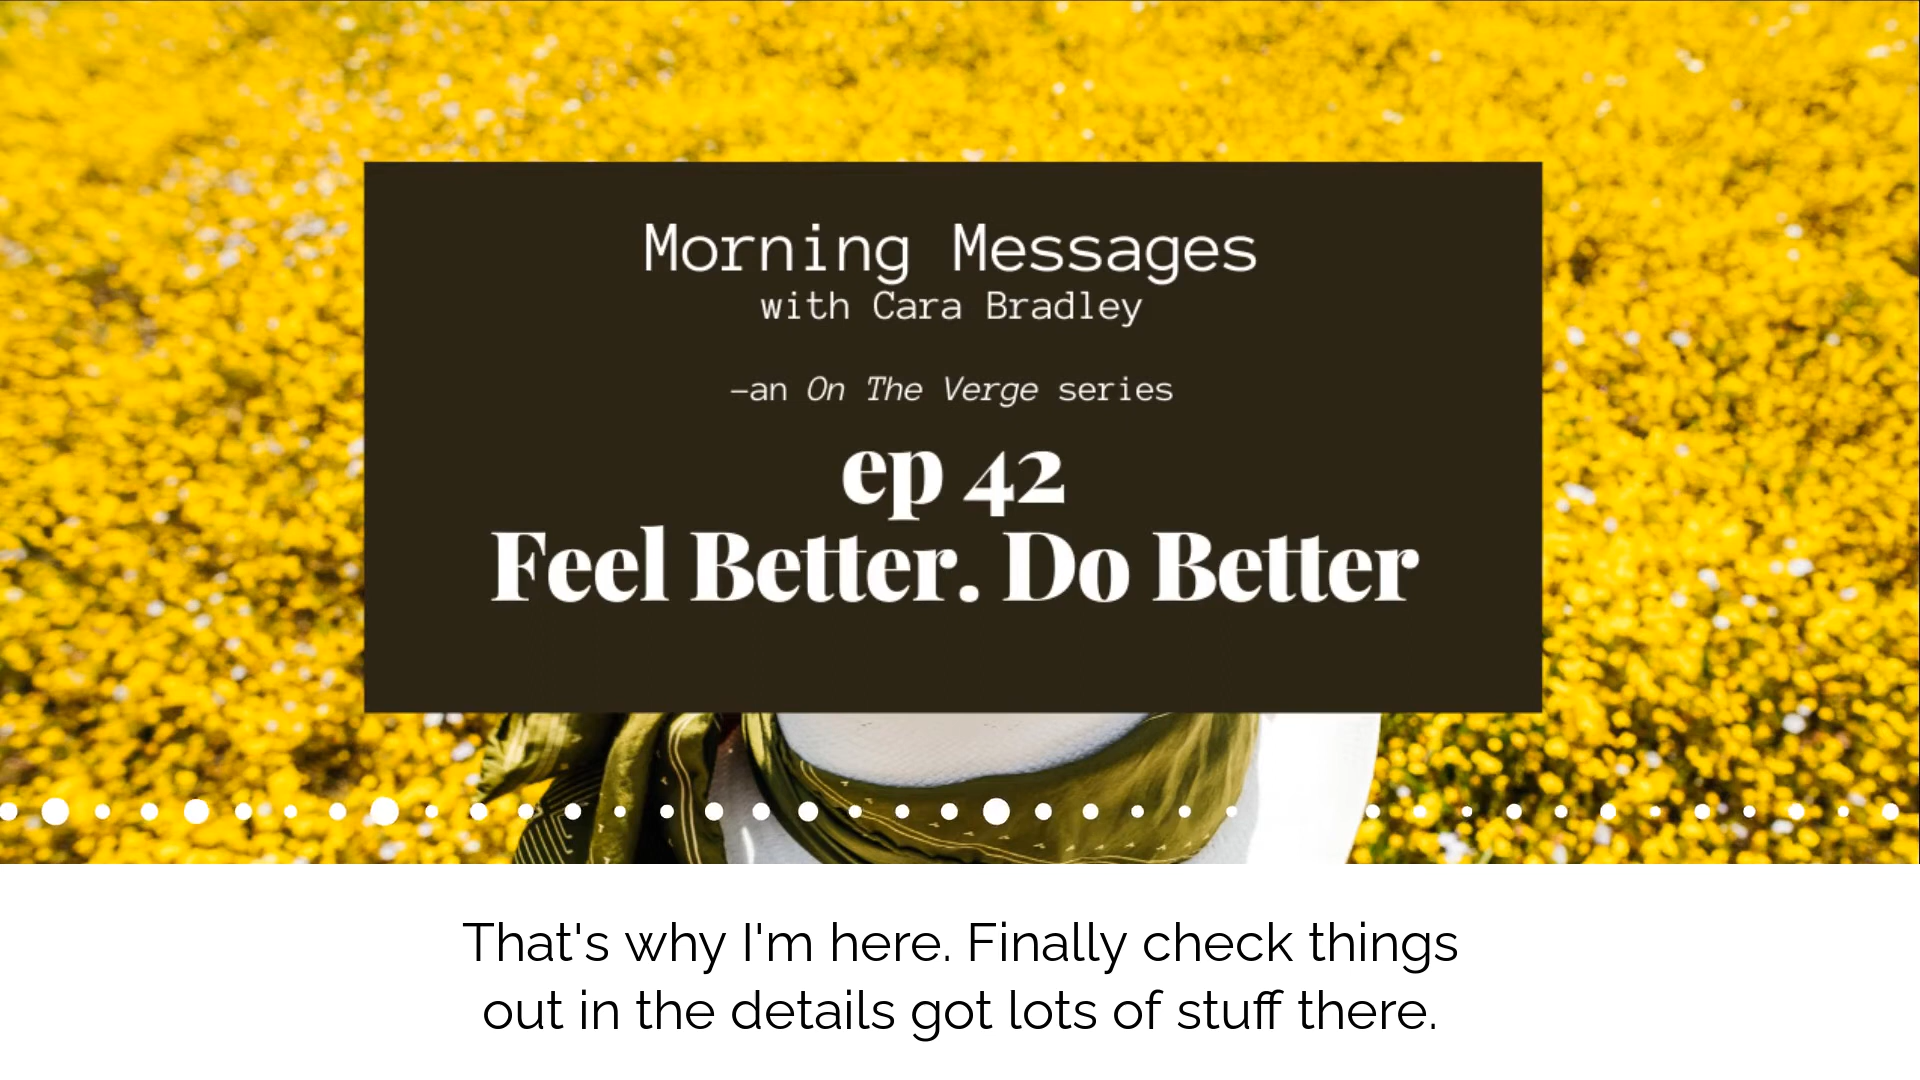 Morning Messages
with Cara Bradley
–an On The Verge series
ep 42
Feel Better. Do Better
That's why I'm here. Finally check things
out in the details got lots of stuff there.